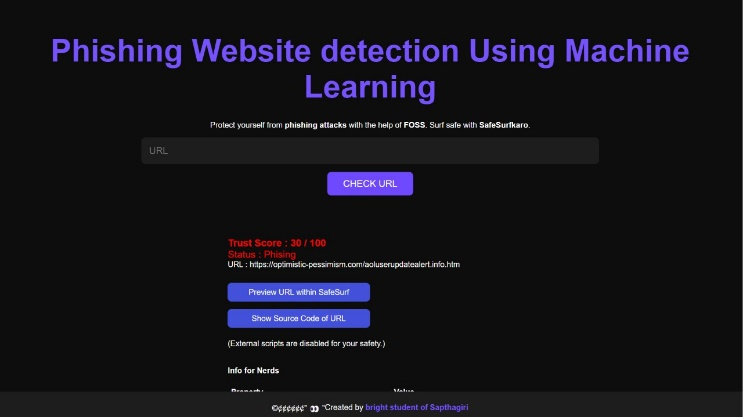 Phishing Website detection Using Machine
Learning
Protect yourself from phishing attacks with the help of FOSS. Surf safe with SafeSurfkaro.
URL
CHECK URL
Trust Score : 30 / 100
Status : Phising
URL : https://optimistic-pessimism.com/aoluserupdatealert.info.htm
Preview URL within SafeSurf
Show Source Code of URL
(External scripts are disabled for your safety.)
Info for Nerds
Property Value
"Created by bright student of Sapthagiri